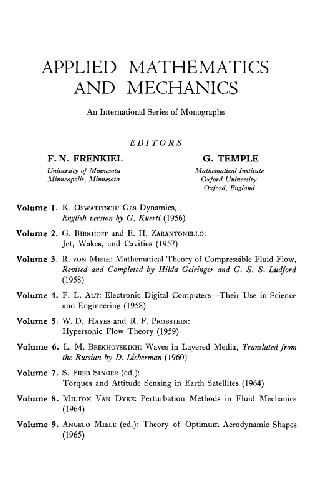 APPLIED MATHEMATICS
AND MECHANICS
An International Series of Monographs
EDITORS
F. N. FRENKIEL
University of Minnesota
Minneapolis, Minnesota
G. TEMPLE
Mathematical Institute
Oxford University
Oxford, England
Volume 1. K. OSWATITSCH: Gas Dynamics,
English version by G. Kuerti (1956)
Volume 2. G. BIRKHOFF and E. H. ZARANTONELLO:
Jet, Wakes, and Cavities (1957)
Volume 3. R. VON MISES: Mathematical Theory of Compressible Fluid Flow,
Revised and Completed by Hilda Geiringer and G. S. S. Ludford
(1958)
Volume 4. F. L. ALT: Electronic Digital Computers—Their Use in Science
and Engineering (1958)
Volume 5. W. D. HAYES and R. F. PROBSTEIN:
Hypersonic Flow Theory (1959)
Volume 6. L. M. BREKHOVSKIKH: Waves in Layered Media, Translated from
the Russian by D. Lieberman (1960)
Volume 7. S. FRED SINGER (ed.):
Torques and Attitude Sensing in Earth Satellites (1964)
Volume 8. MILTON VAN DYKE: Perturbation Methods in Fluid Mechanics
(1964)
Volume 9. ANGELO MIELE (ed.): Theory of Optimum Aerodynamic Shapes
(1965)